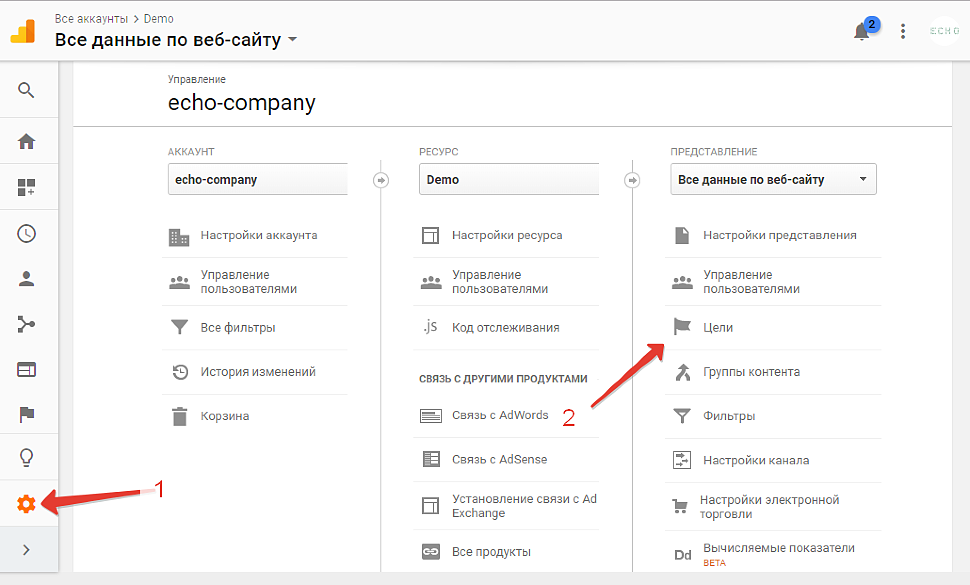 Все аккаунты > Demo
Все данные по веб-сайту
2
ECHO
Управление
echo-company
АККАУНТ
echo-company
Настройки аккаунта
Управление
пользователями
Все фильтры
История изменений
Корзина
РЕСУРС
Demo
Настройки ресурса
Управление
пользователями
.js
Код отслеживания
СВЯЗЬ С ДРУГИМИ ПРОДУКТАМИ
Связь с AdWords
Связь с AdSense
Установление связи с Ad
Exchange
Все продукты
ПРЕДСТАВЛЕНИЕ
Все данные по веб-сайту
Настройки представления
Управление
пользователями
Цели
Группы контента
Фильтры
Настройки канала
Настройки электронной
торговли
Dd
Вычисляемые показатели
BETA
1
2